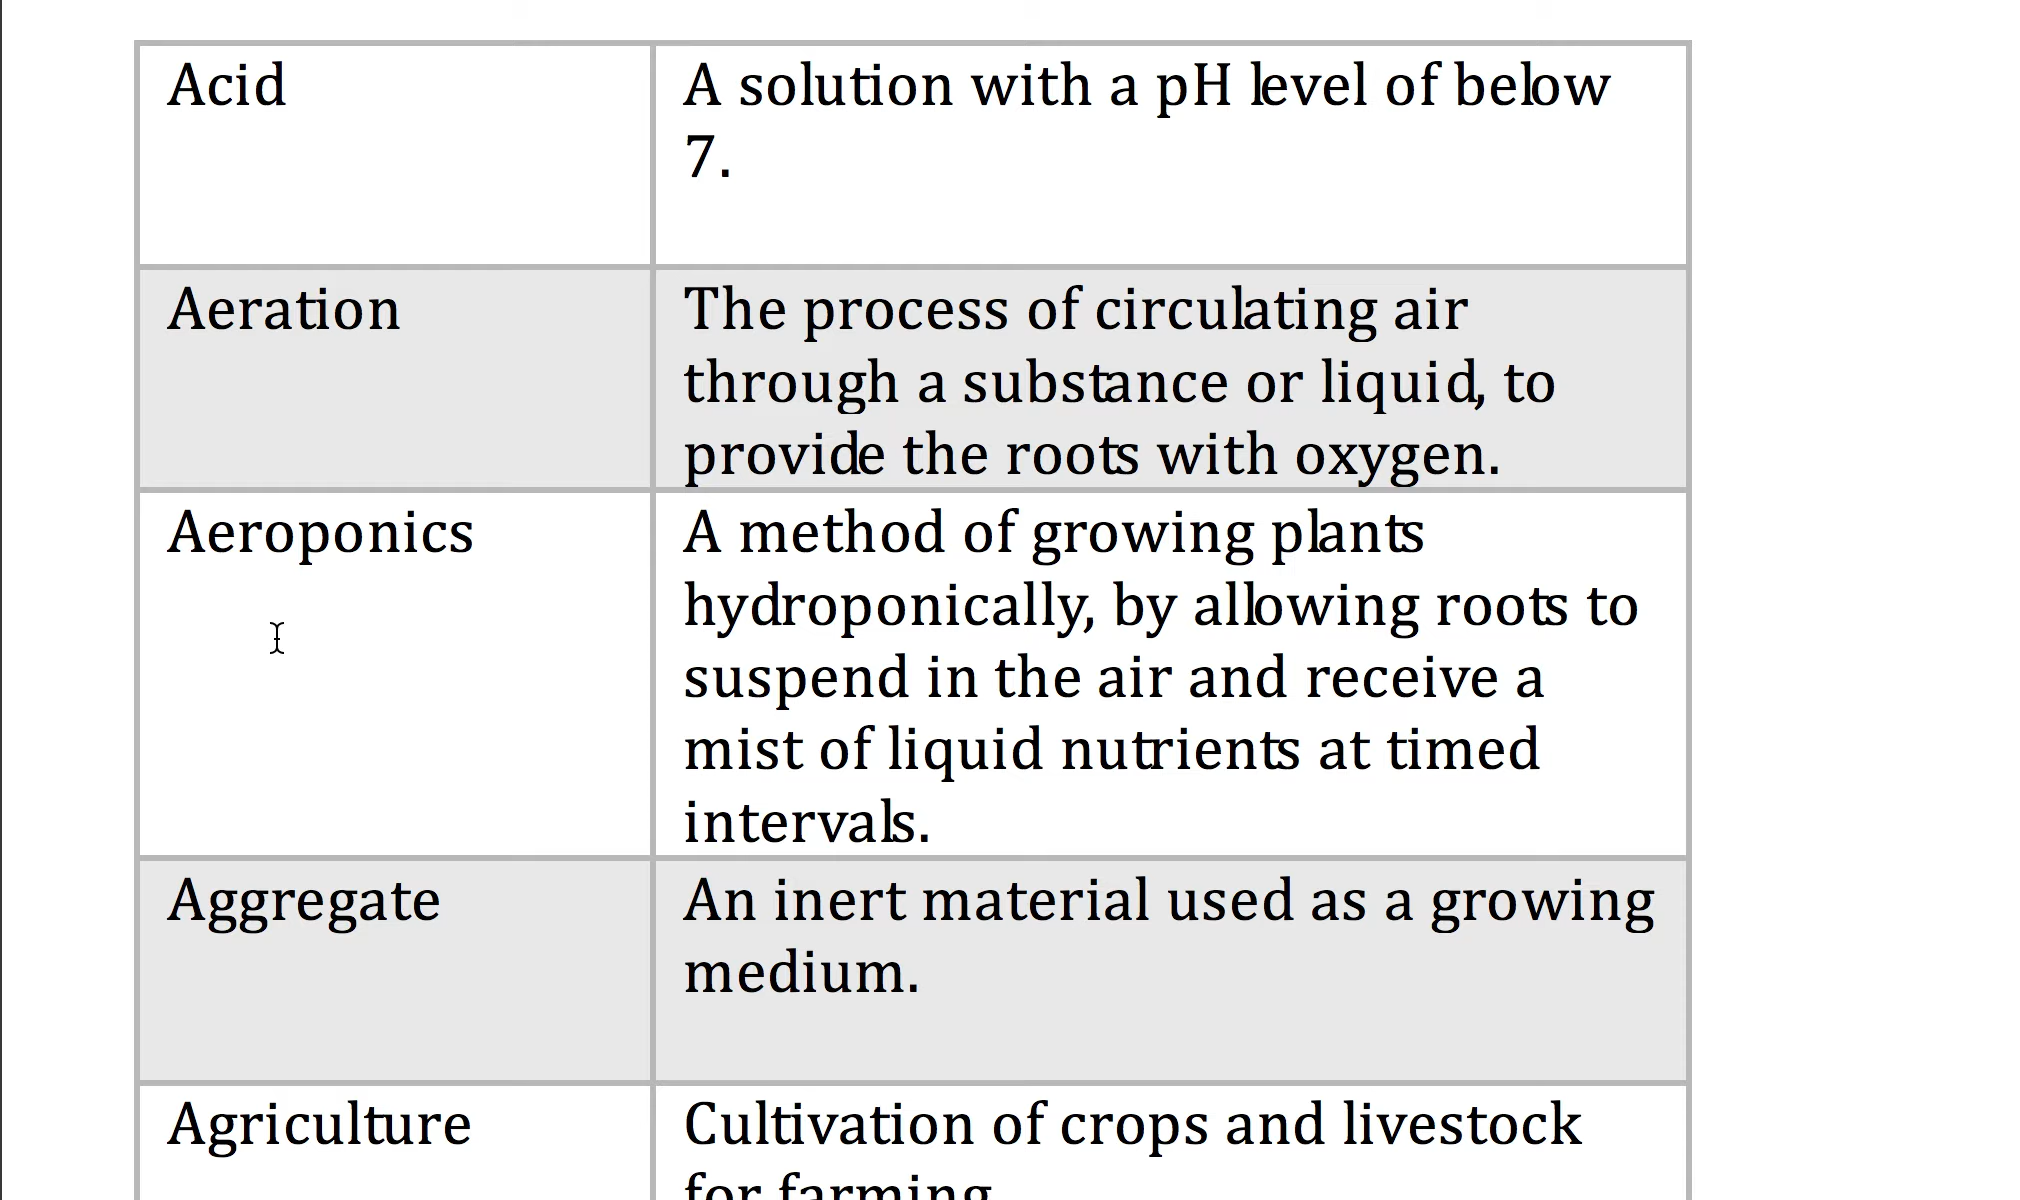 Acid
A solution with a pH level of below
7.
Aeration
The process of circulating air
through a substance or liquid, to
provide the roots with oxygen.
Aeroponics
A method of growing plants
hydroponically, by allowing roots to
suspend in the air and receive a
mist of liquid nutrients at timed
intervals.
Aggregate
An inert material used as a growing
medium.
Agriculture
Cultivation of crops and livestock
for farming